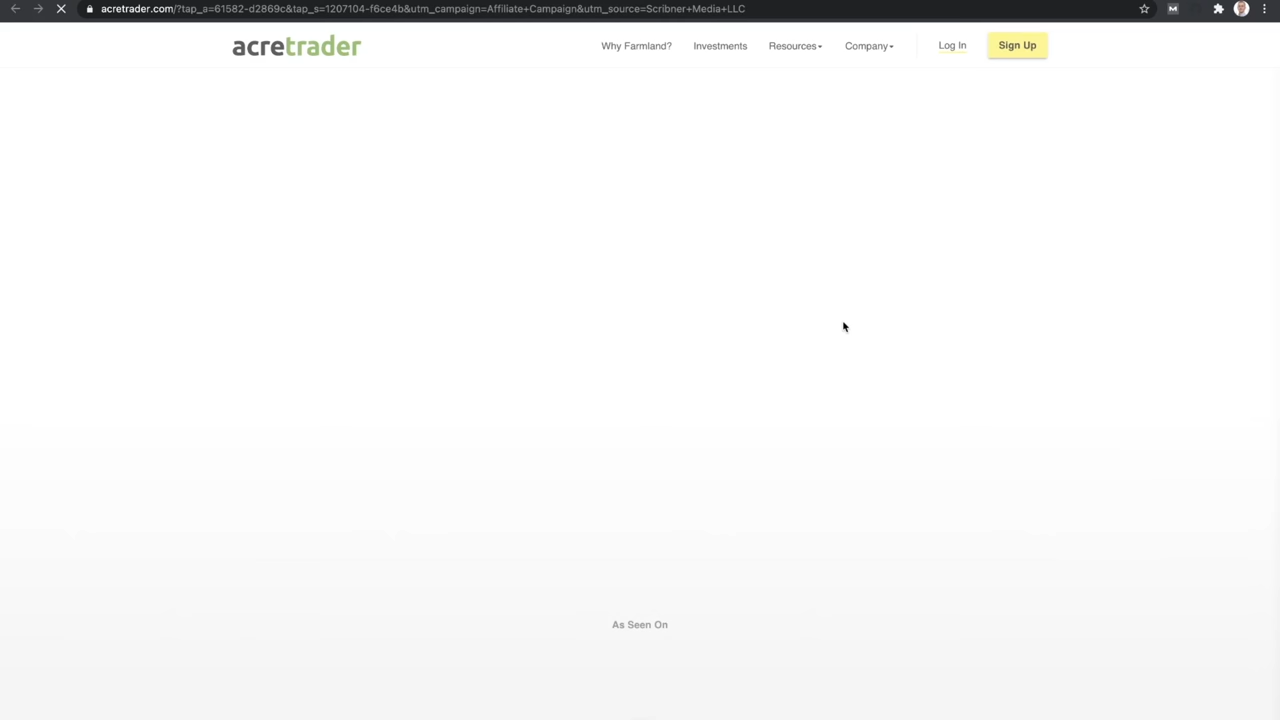 acretrader.com/?tap_a=61582-d2869c&tap_s=1207104-f6ce4b&utm_campaign=Affiliate+Campaign&utm_source=Scribner+Media+LLC
M
acretrader
Why Farmland?
Investments
Resources
Company
Log In
Sign Up
As Seen On